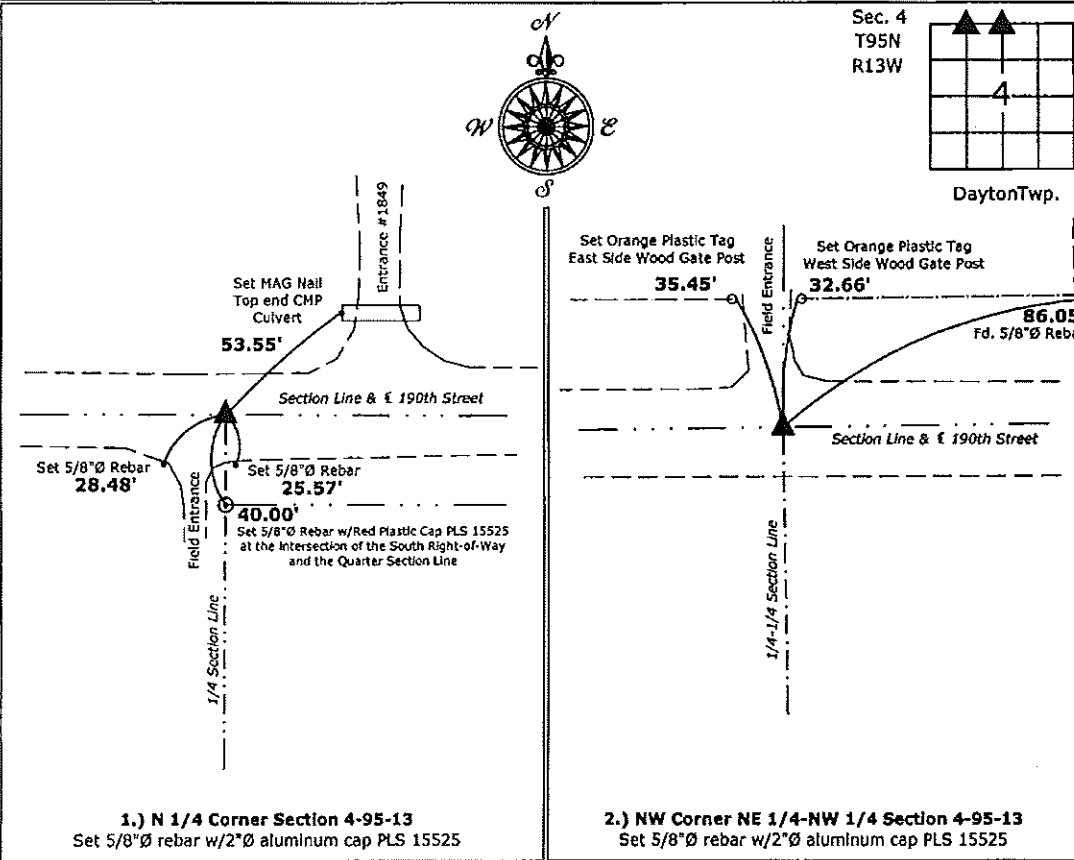 N
W
E
S
Sec. 4
T95N
R13W
4
DaytonTwp.
Entrance #1849
Set MAG Nail
Top end CMP
Culvert
53.55'
Section Line & ℄ 190th Street
Set 5/8"Ø Rebar
28.48'
Set 5/8"Ø Rebar
25.57'
Field Entrance
40.00'
Set 5/8"Ø Rebar w/Red Plastic Cap PLS 15525
at the Intersection of the South Right-of-Way
and the Quarter Section Line
1/4 Section Line
1.) N 1/4 Corner Section 4-95-13
Set 5/8"Ø rebar w/2"Ø aluminum cap PLS 15525
Set Orange Plastic Tag
East Side Wood Gate Post
35.45'
Field Entrance
Set Orange Plastic Tag
West Side Wood Gate Post
32.66'
86.05
Fd. 5/8"Ø Reba
Section Line & ℄ 190th Street
1/4-1/4 Section Line
2.) NW Corner NE 1/4-NW 1/4 Section 4-95-13
Set 5/8"Ø rebar w/2"Ø aluminum cap PLS 15525